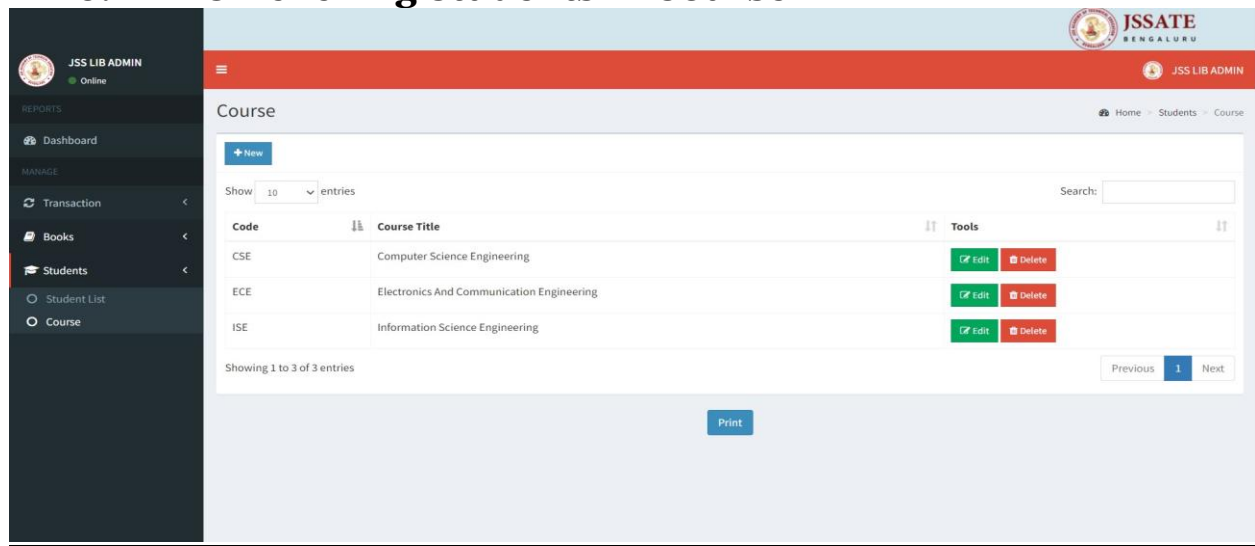 JSSATE
BENGALURU
JSS LIB ADMIN
Online
JSS LIB ADMIN
REPORTS
Dashboard
MANAGE
Transaction
Books
Students
Student List
Course
Course
Home > Students > Course
+ New
Show 10 entries
Search:
Code Course Title Tools
CSE Computer Science Engineering Edit Delete
ECE Electronics And Communication Engineering Edit Delete
ISE Information Science Engineering Edit Delete
Showing 1 to 3 of 3 entries
Previous 1 Next
Print